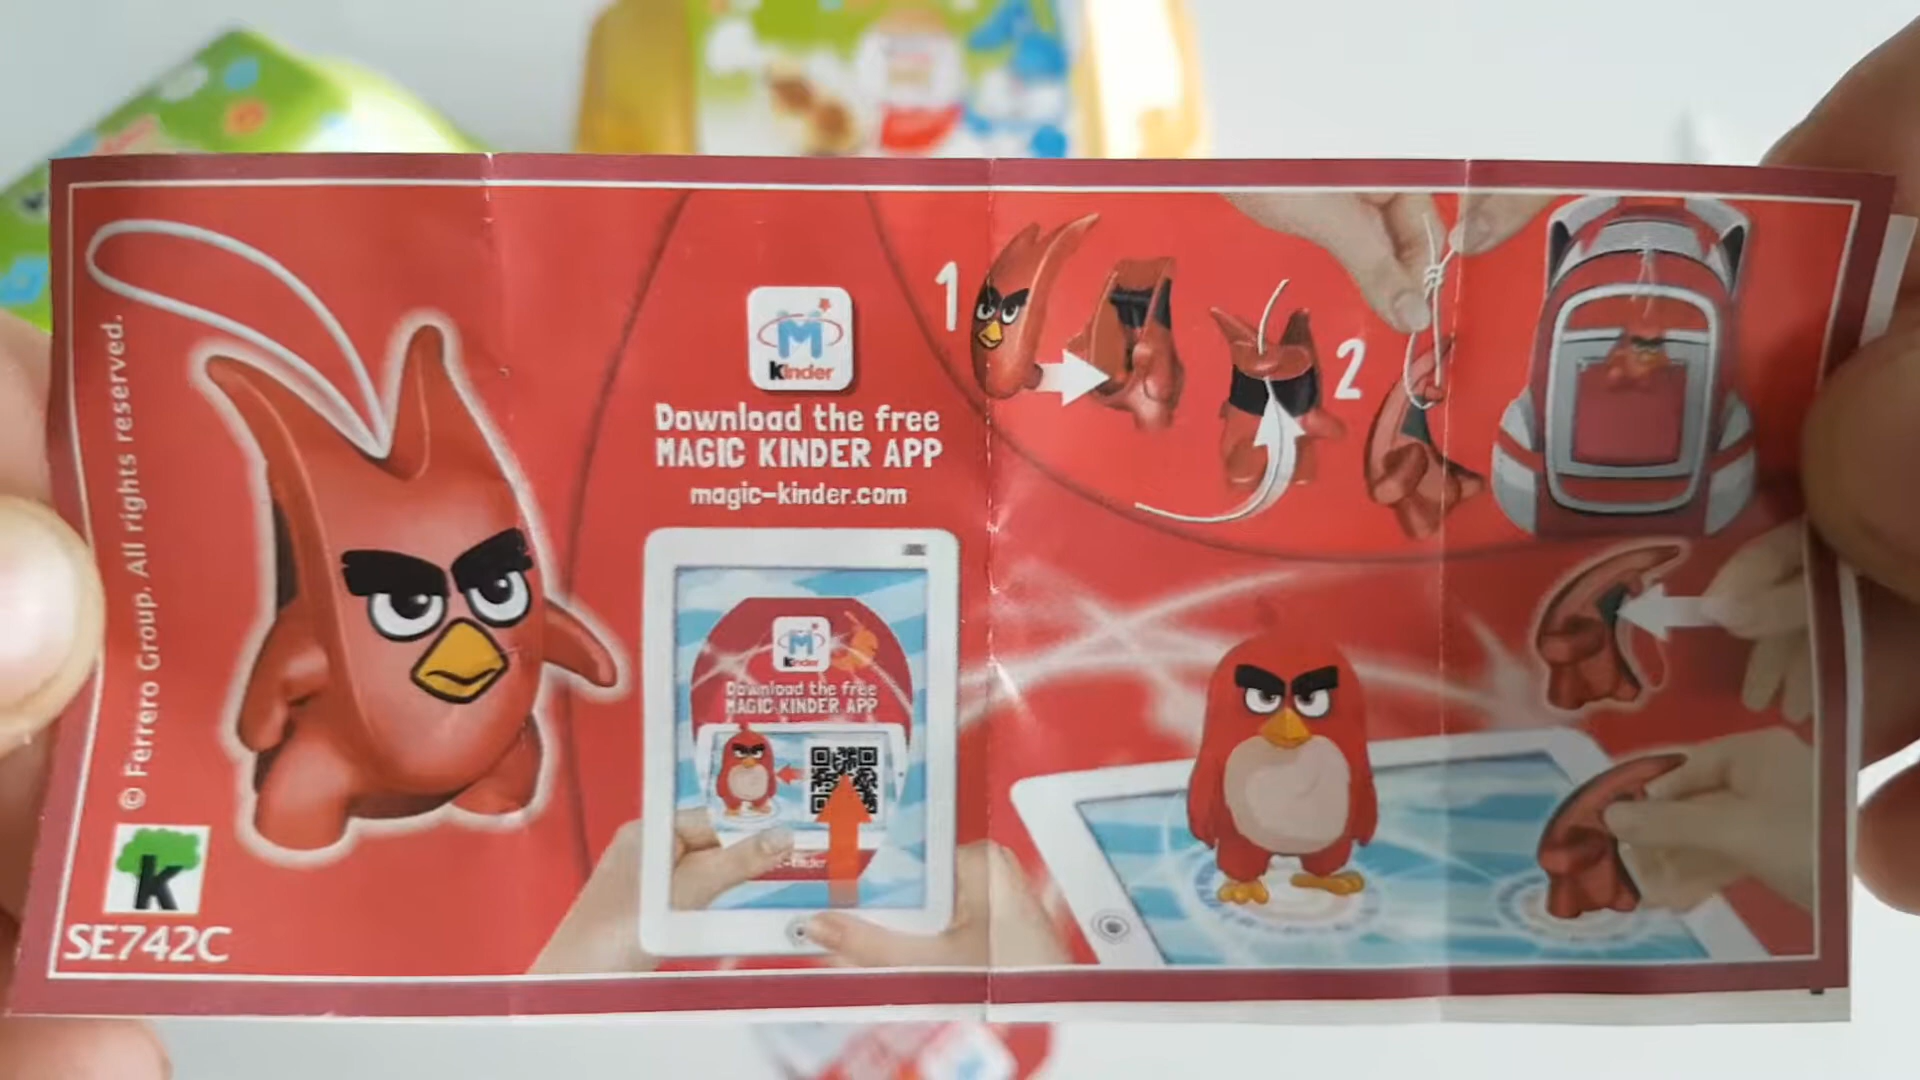 © Ferrero Group. All rights reserved.
k
SE742C
M
Kinder
Download the free
MAGIC KINDER APP
magic-kinder.com
M
Kinder
Download the free
MAGIC KINDER APP
1
2